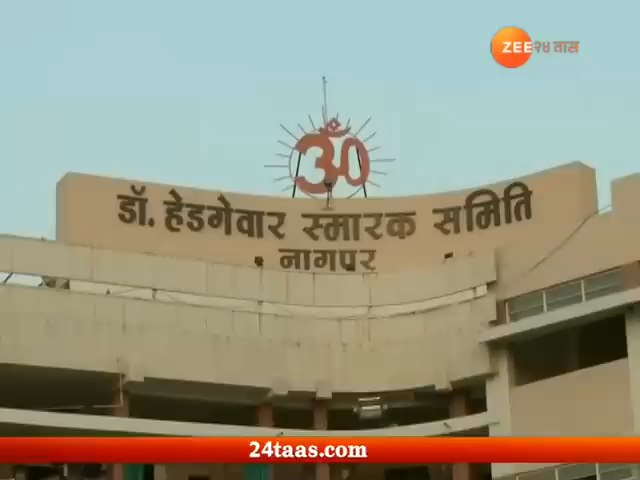 ZEE २४ तास
ॐ
डॉ. हेडगेवार स्मारक समिति
नागपुर
24taas.com